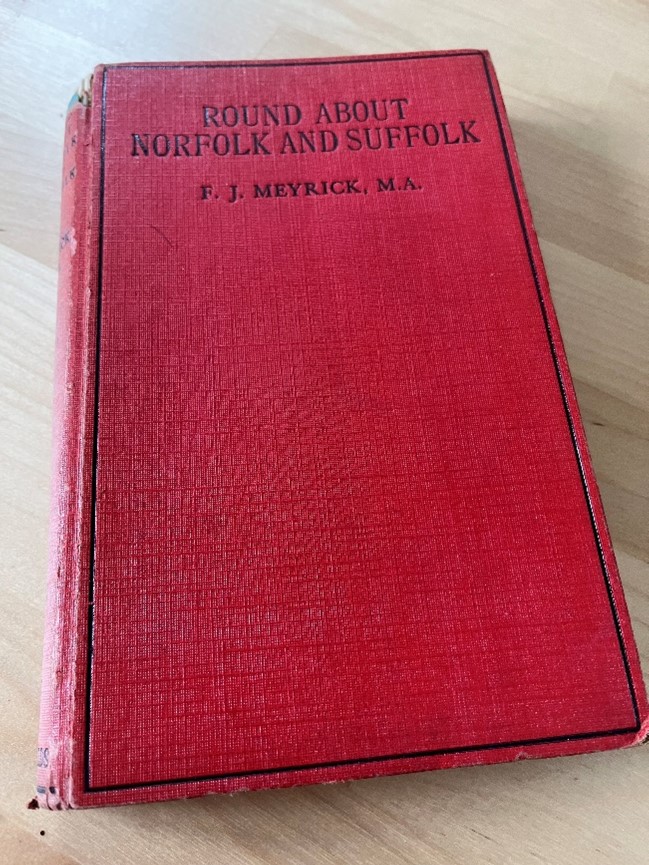 ROUND ABOUT
NORFOLK AND SUFFOLK
F. J. MEYRICK, M.A.